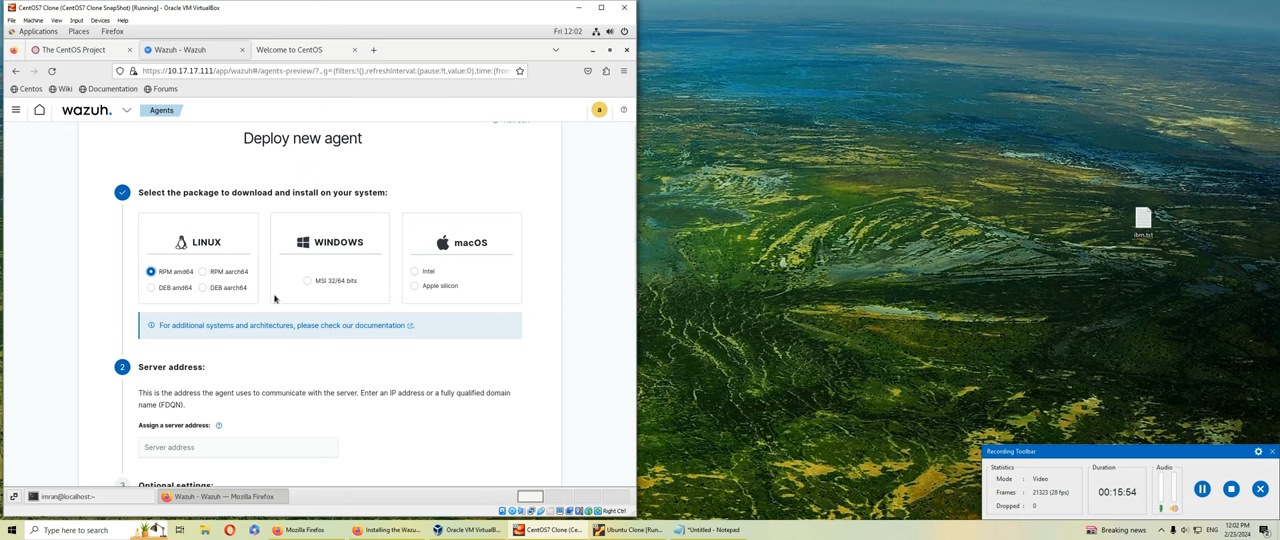 CentOS7 Clone (CentOS7 Clone SnapShot) [Running] - Oracle VM VirtualBox
File Machine View Input Devices Help
Applications Places Firefox Fri 12:02
The CentOS Project Wazuh - Wazuh Welcome to CentOS
https://10.17.17.111/app/wazuh#/agents-preview/?_g=(filters:!(),refreshInterval:(pause:!t,value:0),time:(fro
Centos Wiki Documentation Forums
wazuh. Agents a
Deploy new agent
Select the package to download and install on your system:
LINUX WINDOWS macOS
RPM amd64 RPM aarch64 MSI 32/64 bits Intel
DEB amd64 DEB aarch64 Apple silicon
For additional systems and architectures, please check our documentation.
2 Server address:
This is the address the agent uses to communicate with the server. Enter an IP address or a fully qualified domain
name (FDQN).
Assign a server address:
Server address
3 Optional settings:
imran@localhost:~ Wazuh - Wazuh — Mozilla Firefox
Right Ctrl
ibm.txt
Recording Toolbar
Statistics Duration Audio
Mode : Video
Frames : 21323 (28 fps)
Dropped : 0
00:15:54
Type here to search Mozilla Firefox Installing the Wazu... Oracle VM VirtualB... CentOS7 Clone (Ce... Ubuntu Clone [Run... *Untitled - Notepad Breaking news ENG 12:02 PM
2/23/2024 2